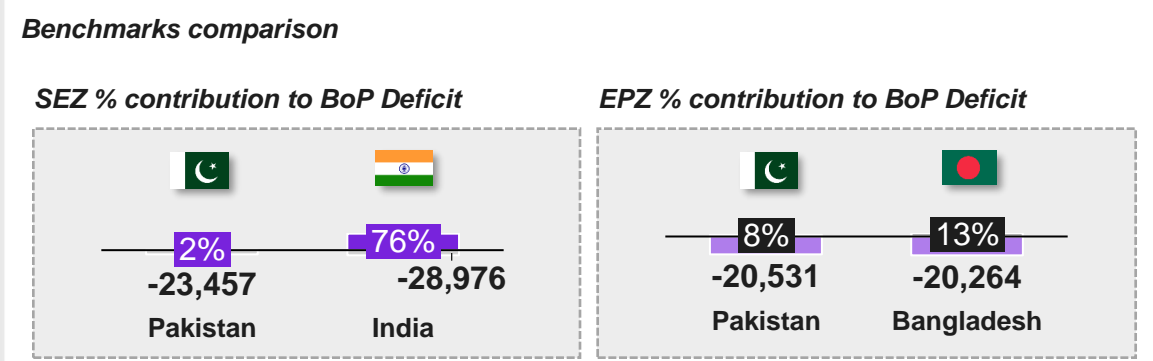 Benchmarks comparison
SEZ % contribution to BoP Deficit
2%
76%
-23,457
-28,976
Pakistan
India
EPZ % contribution to BoP Deficit
8%
13%
-20,531
-20,264
Pakistan
Bangladesh